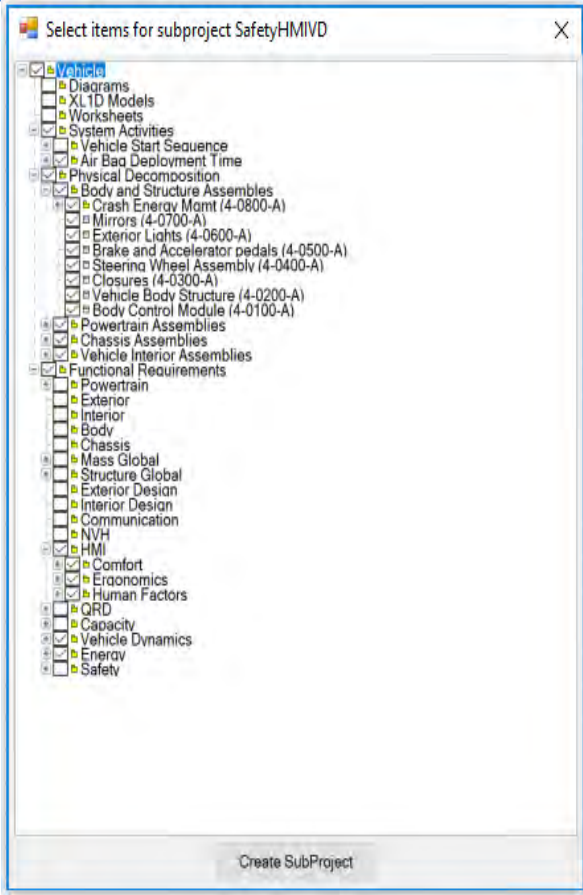 Select items for subproject SafetyHMIVD
Vehicle
Diagrams
XL1D Models
Worksheets
System Activities
Vehicle Start Sequence
Air Bag Deployment Time
Physical Decomposition
Body and Structure Assembles
Crash Energy Mgmt (4-0800-A)
Mirrors (4-0700-A)
Exterior Lights (4-0600-A)
Brake and Accelerator pedals (4-0500-A)
Steering Wheel Assembly (4-0400-A)
Closures (4-0300-A)
Vehicle Body Structure (4-0200-A)
Body Control Module (4-0100-A)
Powertrain Assemblies
Chassis Assemblies
Vehicle Interior Assemblies
Functional Requirements
Powertrain
Exterior
Interior
Body
Chassis
Mass Global
Structure Global
Exterior Design
Interior Design
Communication
NVH
HMI
Comfort
Ergonomics
Human Factors
QRD
Capacity
Vehicle Dynamics
Energy
Safety
Create SubProject